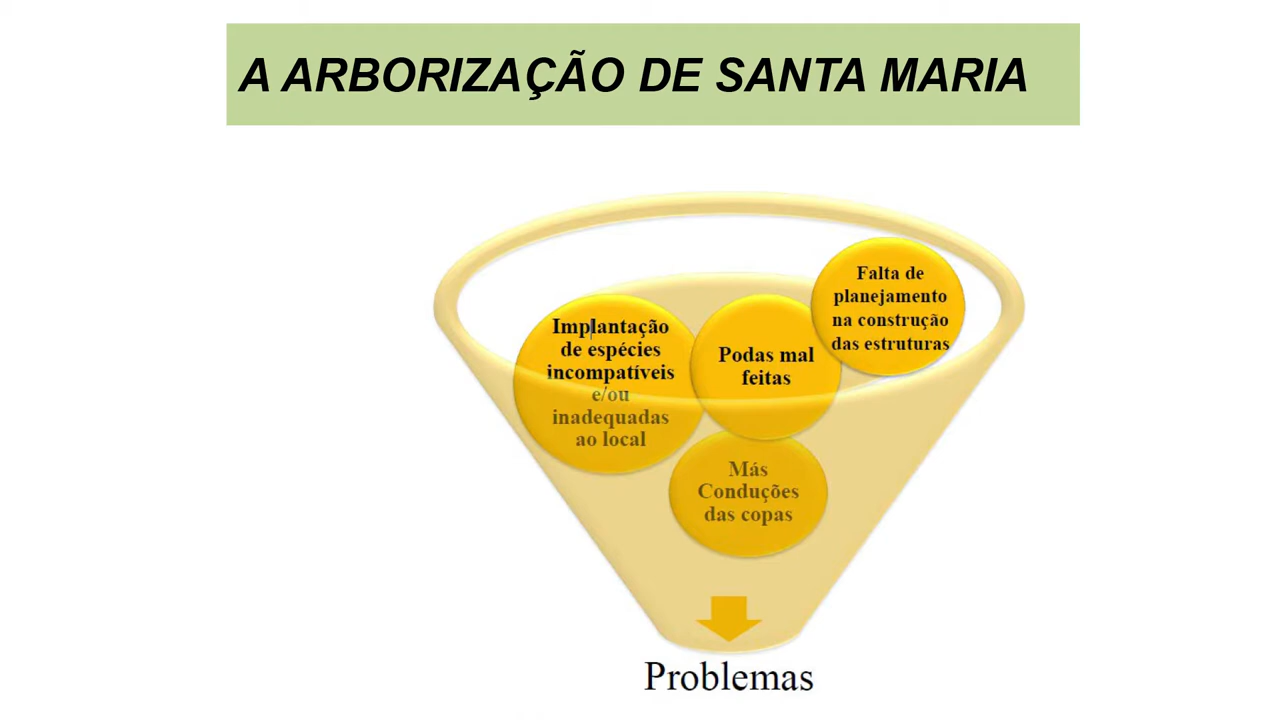 A ARBORIZAÇÃO DE SANTA MARIA
Falta de
planejamento
na construção
das estruturas
Implantação
de espécies
incompatíveis
e/ou
inadequadas
ao local
Podas mal
feitas
Más
Conduções
das copas
Problemas